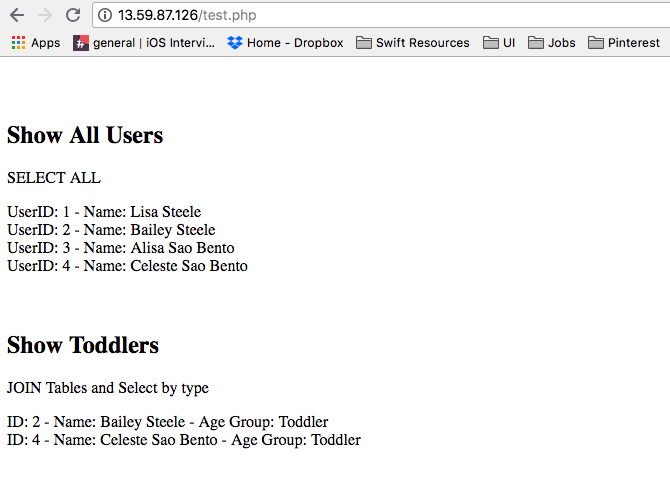 13.59.87.126/test.php
Apps general | iOS Intervi... Home - Dropbox Swift Resources UI Jobs Pinterest
Show All Users
SELECT ALL
UserID: 1 - Name: Lisa Steele
UserID: 2 - Name: Bailey Steele
UserID: 3 - Name: Alisa Sao Bento
UserID: 4 - Name: Celeste Sao Bento
Show Toddlers
JOIN Tables and Select by type
ID: 2 - Name: Bailey Steele - Age Group: Toddler
ID: 4 - Name: Celeste Sao Bento - Age Group: Toddler